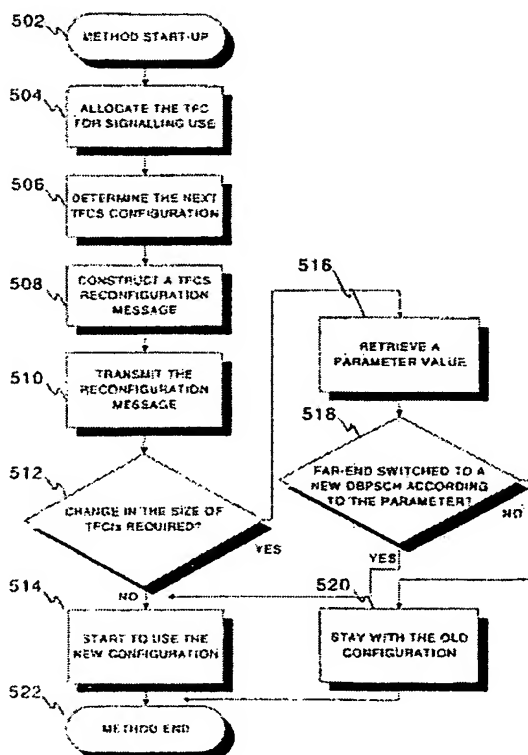 502
METHOD START-UP
504
ALLOCATE THE TFC
FOR SIGNALLING USE
506
DETERMINE THE NEXT
TFCS CONFIGURATION
508
CONSTRUCT A TFCS
RECONFIGURATION
MESSAGE
510
TRANSMIT THE
RECONFIGURATION
MESSAGE
512
CHANGE IN THE SIZE OF
TFCIs REQUIRED?
YES
NO
514
START TO USE THE
NEW CONFIGURATION
522
METHOD END
516
RETRIEVE A
PARAMETER VALUE
518
FAR-END SWITCHED TO A
NEW DBPSCH ACCORDING
TO THE PARAMETER?
NO
YES
520
STAY WITH THE OLD
CONFIGURATION